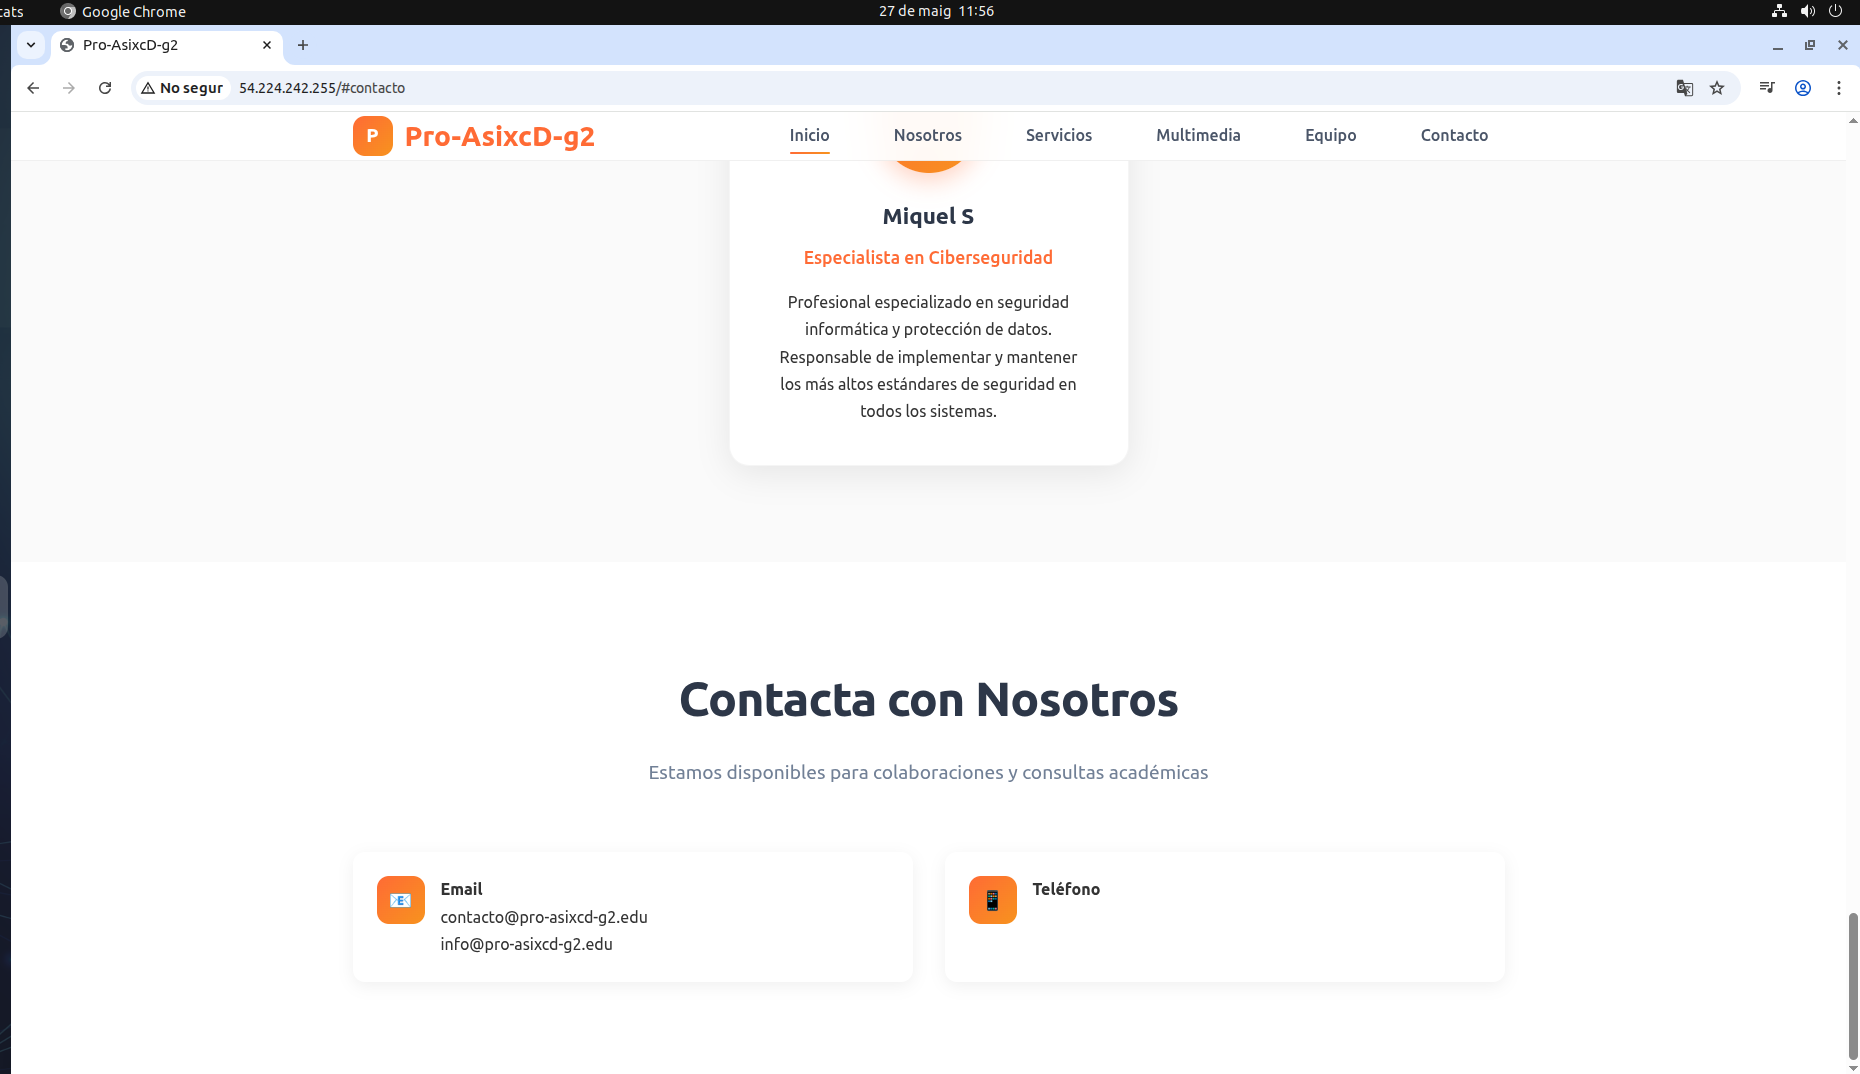 tats Google Chrome 27 de maig 11:56
Pro-AsixcD-g2
No segur 54.224.242.255/#contacto
P Pro-AsixcD-g2 Inicio Nosotros Servicios Multimedia Equipo Contacto
Miquel S
Especialista en Ciberseguridad
Profesional especializado en seguridad
informática y protección de datos.
Responsable de implementar y mantener
los más altos estándares de seguridad en
todos los sistemas.
Contacta con Nosotros
Estamos disponibles para colaboraciones y consultas académicas
Email
contacto@pro-asixcd-g2.edu
info@pro-asixcd-g2.edu
Teléfono